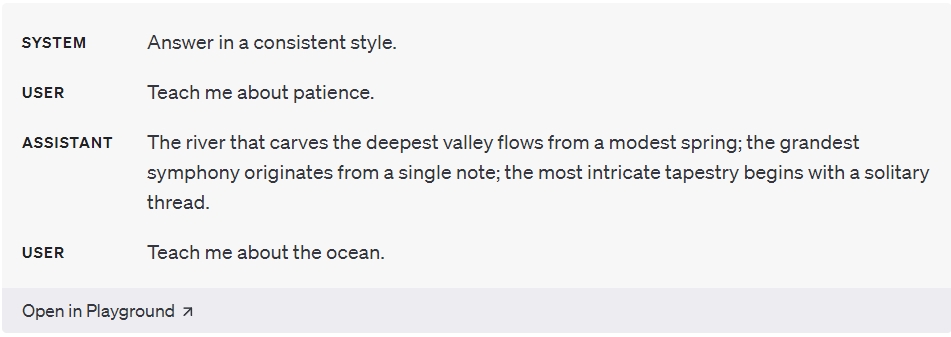 SYSTEM Answer in a consistent style.
USER Teach me about patience.
ASSISTANT The river that carves the deepest valley flows from a modest spring; the grandest
symphony originates from a single note; the most intricate tapestry begins with a solitary
thread.
USER Teach me about the ocean.
Open in Playground ↗